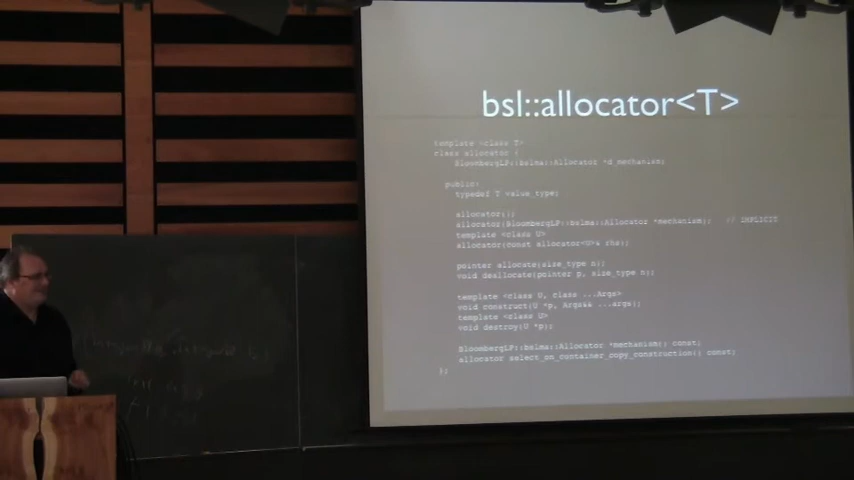 bsl::allocator<T>
template <class T>
class allocator {
BloombergLP::bslma::Allocator *d_mechanism;
public:
typedef T value_type;
allocator();
allocator(BloombergLP::bslma::Allocator *mechanism); // IMPLICIT
template <class U>
allocator(const allocator<U>& rhs);
pointer allocate(size_type n);
void deallocate(pointer p, size_type n);
template <class U, class ...Args>
void construct(U *p, Args&& ...args);
template <class U>
void destroy(U *p);
BloombergLP::bslma::Allocator *mechanism() const;
allocator select_on_container_copy_construction() const;
};